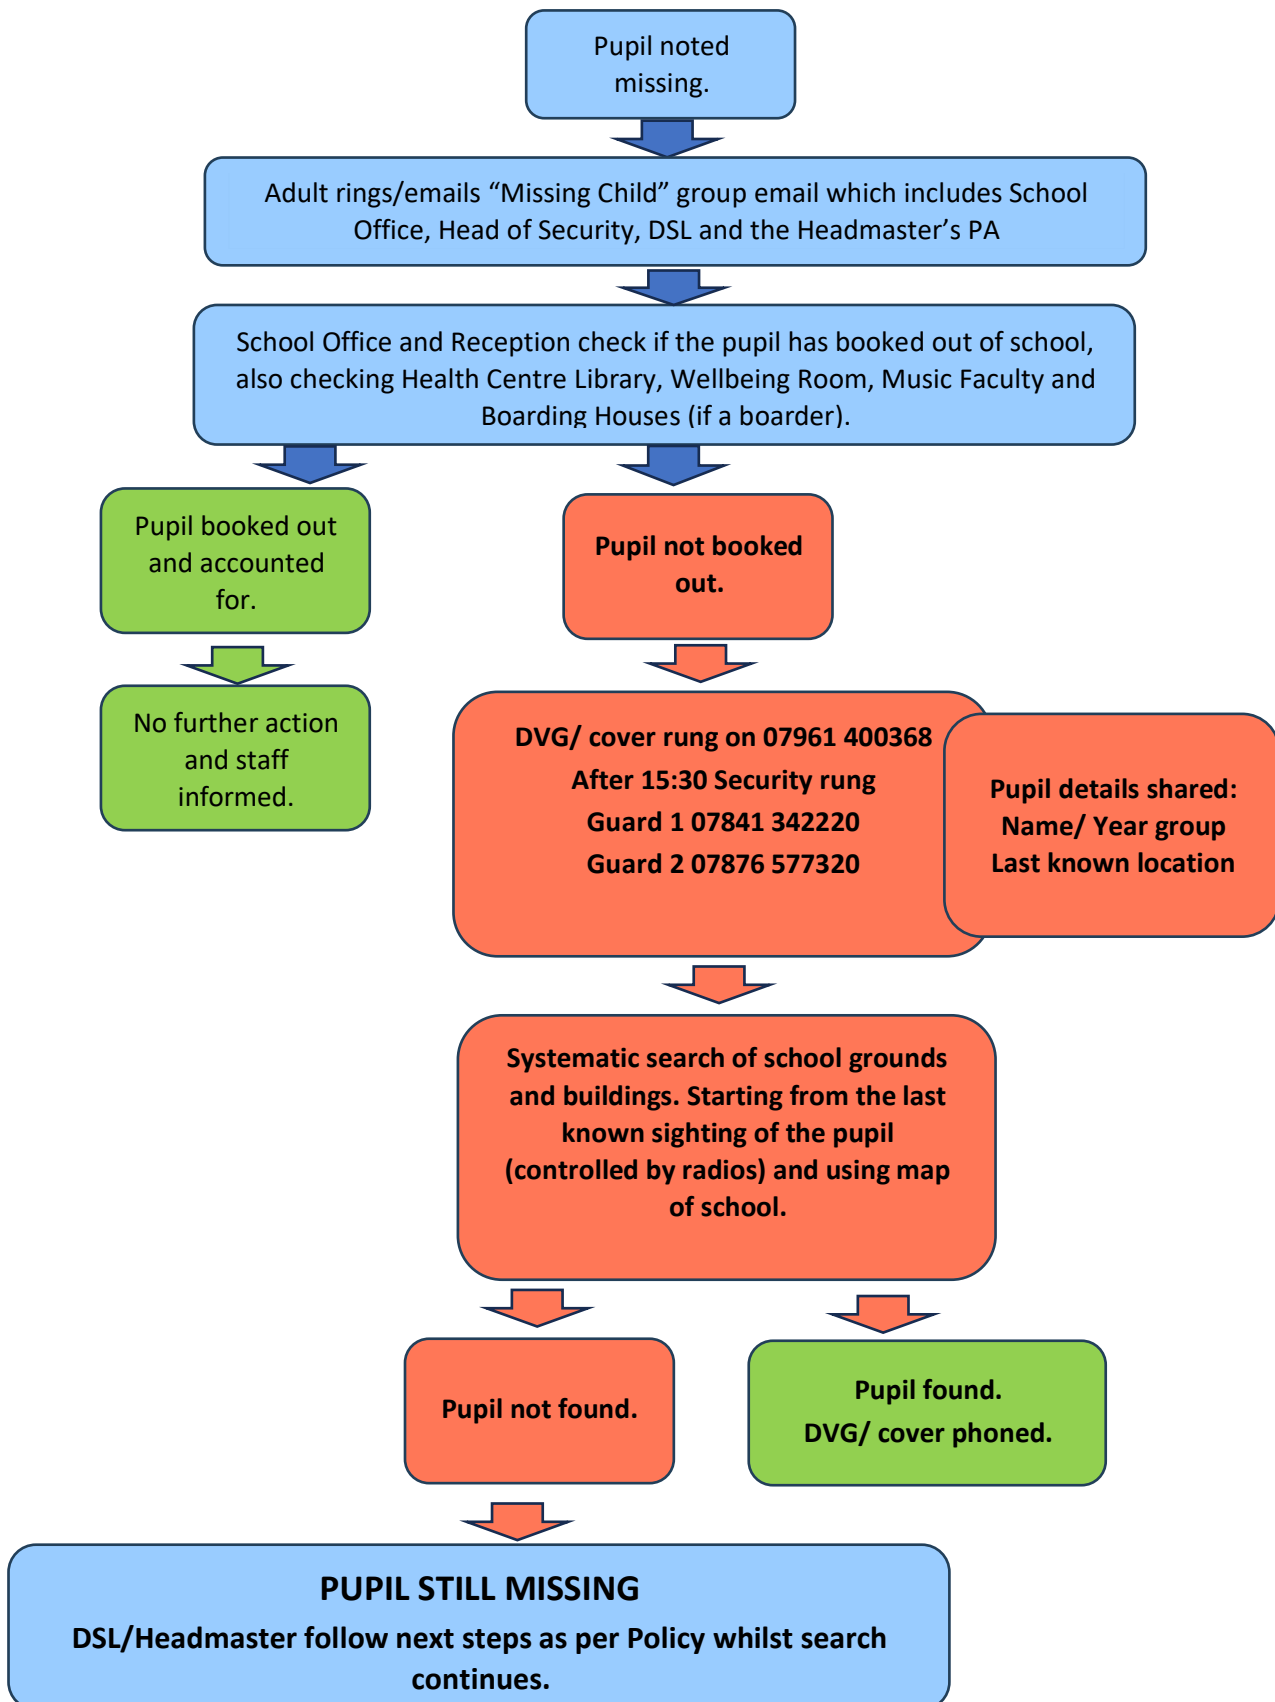 Pupil noted
missing.
Adult rings/emails “Missing Child” group email which includes School
Office, Head of Security, DSL and the Headmaster’s PA
School Office and Reception check if the pupil has booked out of school,
also checking Health Centre Library, Wellbeing Room, Music Faculty and
Boarding Houses (if a boarder).
Pupil booked out
and accounted
for.
Pupil not booked
out.
No further action
and staff
informed.
DVG/ cover rung on 07961 400368
After 15:30 Security rung
Guard 1 07841 342220
Guard 2 07876 577320
Pupil details shared:
Name/ Year group
Last known location
Systematic search of school grounds
and buildings. Starting from the last
known sighting of the pupil
(controlled by radios) and using map
of school.
Pupil not found.
Pupil found.
DVG/ cover phoned.
PUPIL STILL MISSING
DSL/Headmaster follow next steps as per Policy whilst search
continues.